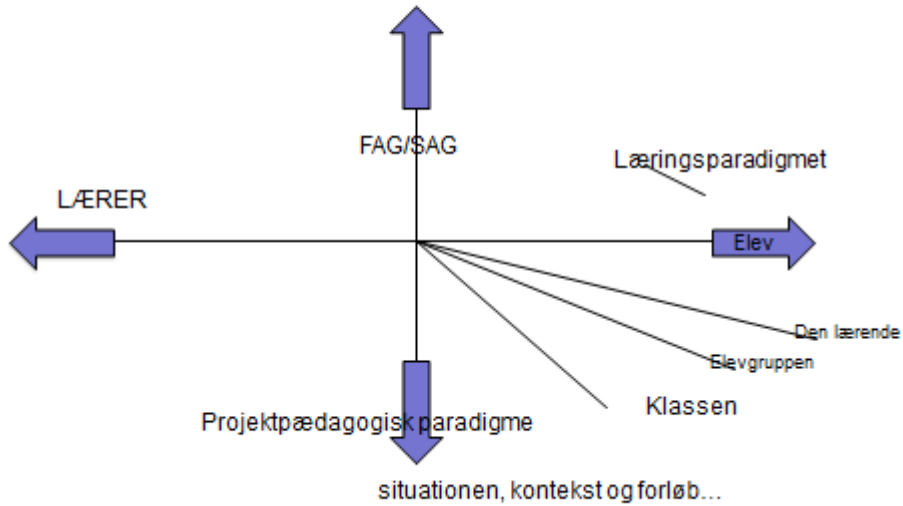 FAG/SAG
Læringsparadigmet
LÆRER
Elev
Den lærende
Elevgruppen
Klassen
Projektpædagogisk paradigme
situationen, kontekst og forløb...